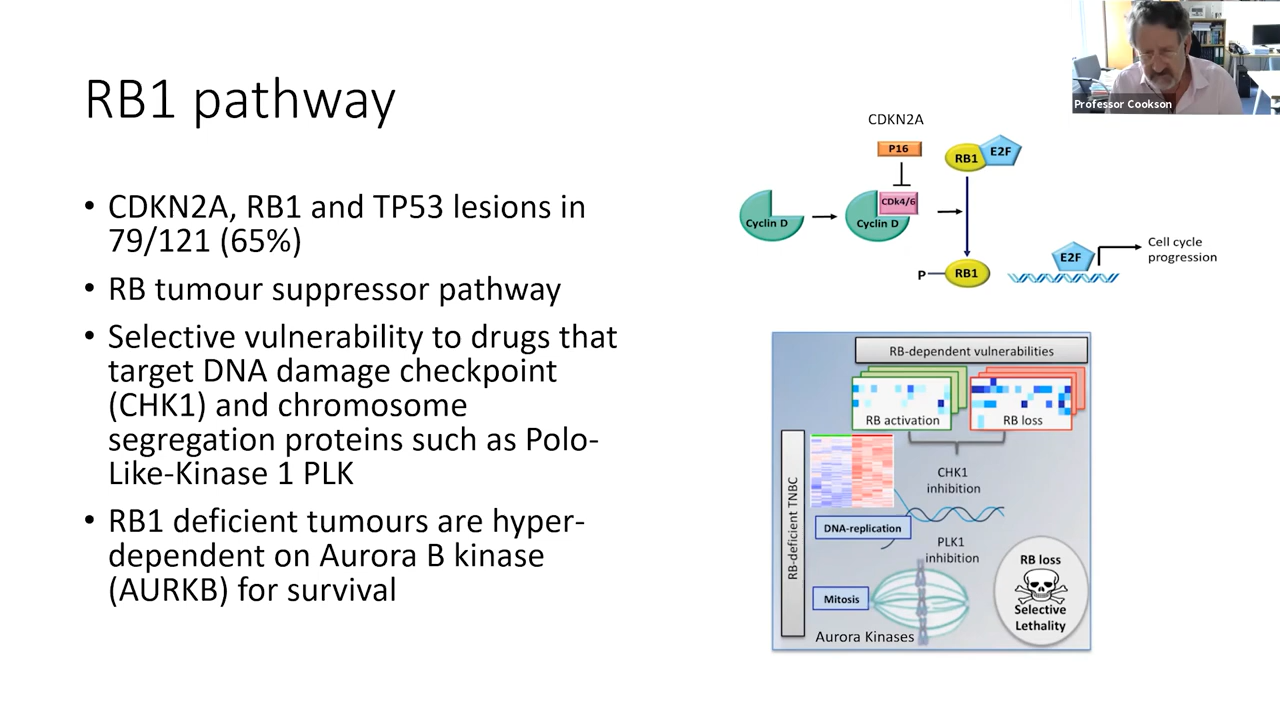 RB1 pathway
• CDKN2A, RB1 and TP53 lesions in
79/121 (65%)
• RB tumour suppressor pathway
• Selective vulnerability to drugs that
target DNA damage checkpoint
(CHK1) and chromosome
segregation proteins such as Polo-
Like-Kinase 1 PLK
• RB1 deficient tumours are hyper-
dependent on Aurora B kinase
(AURKB) for survival
Professor Cookson
CDKN2A
P16
RB1
E2F
CDk4/6
Cyclin D
Cyclin D
P
RB1
E2F
Cell cycle
progression
RB-dependent vulnerabilities
RB activation
RB loss
RB-deficient TNBC
CHK1
inhibition
DNA-replication
PLK1
inhibition
Mitosis
Aurora Kinases
RB loss
Selective
Lethality